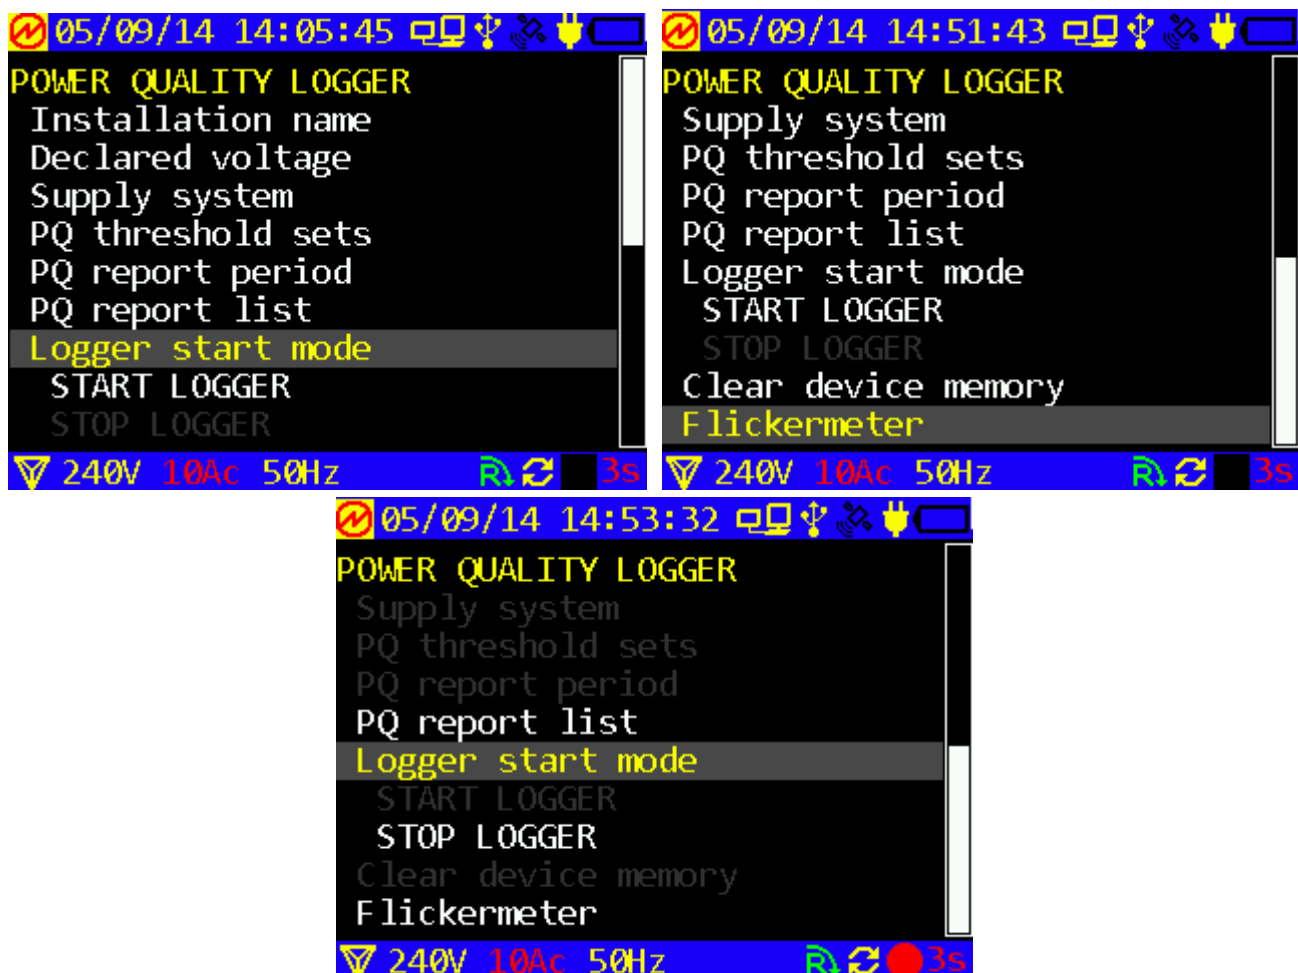 05/09/14 14:05:45
POWER QUALITY LOGGER
Installation name
Declared voltage
Supply system
PQ threshold sets
PQ report period
PQ report list
Logger start mode
START LOGGER
STOP LOGGER
240V 10Ac 50Hz R 3s
05/09/14 14:51:43
POWER QUALITY LOGGER
Supply system
PQ threshold sets
PQ report period
PQ report list
Logger start mode
START LOGGER
STOP LOGGER
Clear device memory
Flickermeter
240V 10Ac 50Hz R 3s
05/09/14 14:53:32
POWER QUALITY LOGGER
Supply system
PQ threshold sets
PQ report period
PQ report list
Logger start mode
START LOGGER
STOP LOGGER
Clear device memory
Flickermeter
240V 10Ac 50Hz R 3s